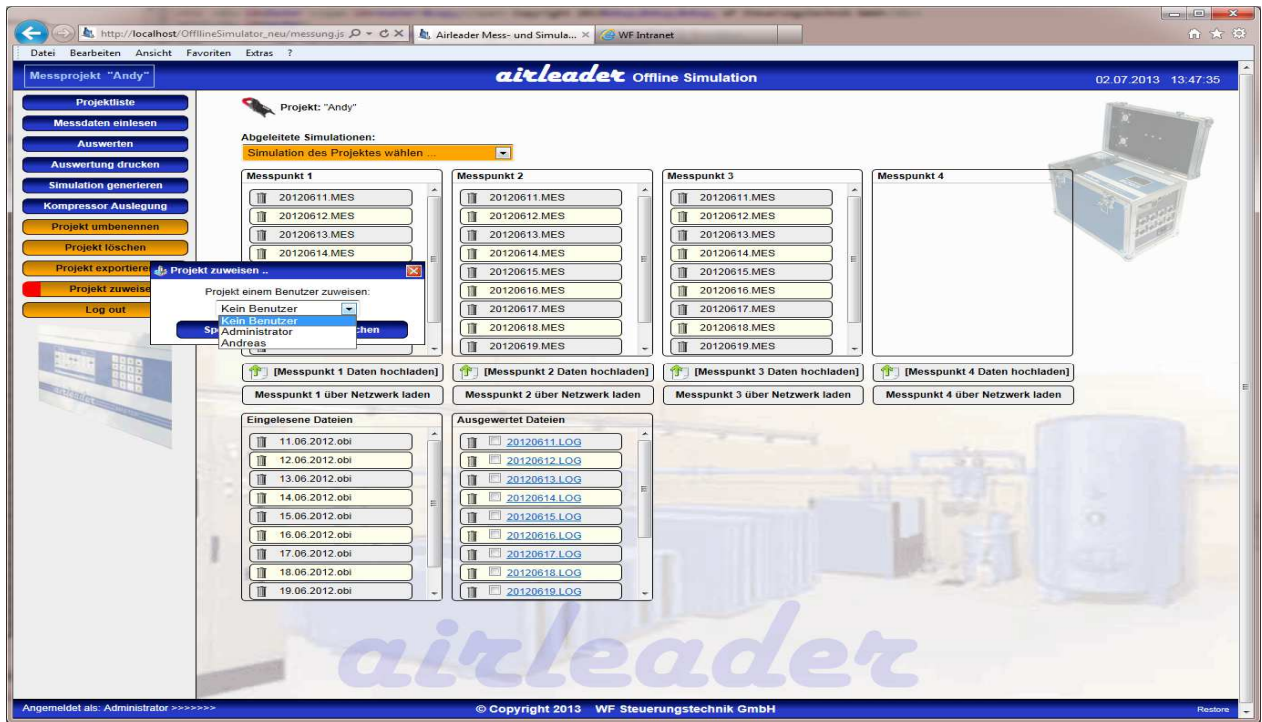 http://localhost/OffllineSimulator_neu/messung.js
Airleader Mess- und Simula...
WF Intranet
Datei Bearbeiten Ansicht Favoriten Extras ?
Messprojekt "Andy"
airleader Offline Simulation
02.07.2013 13:47:35
Projektliste
Messdaten einlesen
Auswerten
Auswertung drucken
Simulation generieren
Kompressor Auslegung
Projekt umbenennen
Projekt löschen
Projekt exportieren
Projekt zuweise
Log out
Projekt: "Andy"
Abgeleitete Simulationen:
Simulation des Projektes wählen ...
Messpunkt 1
20120611.MES
20120612.MES
20120613.MES
20120614.MES
Projekt zuweisen ..
Projekt einem Benutzer zuweisen:
Kein Benutzer
Kein Benutzer
Administrator
Andreas
Sp
chen
Messpunkt 2
20120611.MES
20120612.MES
20120613.MES
20120614.MES
20120615.MES
20120616.MES
20120617.MES
20120618.MES
20120619.MES
Messpunkt 3
20120611.MES
20120612.MES
20120613.MES
20120614.MES
20120615.MES
20120616.MES
20120617.MES
20120618.MES
20120619.MES
Messpunkt 4
[Messpunkt 1 Daten hochladen]
[Messpunkt 2 Daten hochladen]
[Messpunkt 3 Daten hochladen]
[Messpunkt 4 Daten hochladen]
Messpunkt 1 über Netzwerk laden
Messpunkt 2 über Netzwerk laden
Messpunkt 3 über Netzwerk laden
Messpunkt 4 über Netzwerk laden
Eingelesene Dateien
11.06.2012.obi
12.06.2012.obi
13.06.2012.obi
14.06.2012.obi
15.06.2012.obi
16.06.2012.obi
17.06.2012.obi
18.06.2012.obi
19.06.2012.obi
Ausgewertet Dateien
20120611.LOG
20120612.LOG
20120613.LOG
20120614.LOG
20120615.LOG
20120616.LOG
20120617.LOG
20120618.LOG
20120619.LOG
airleader
Angemeldet als: Administrator >>>>>>>
© Copyright 2013 WF Steuerungstechnik GmbH
Restore